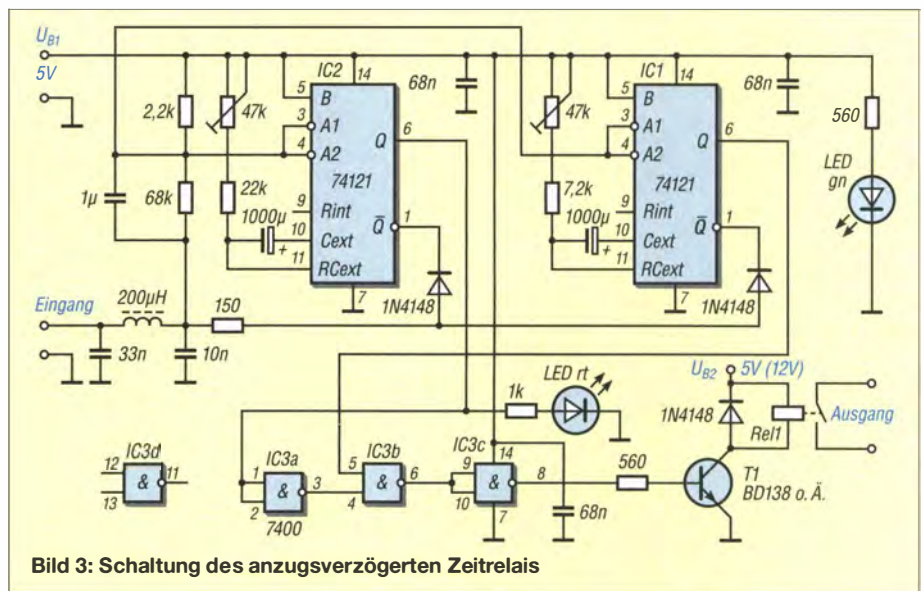 U_B1
5V
2,2k
68k
1µ
47k
22k
1000µ
+
IC2
14
5
B
3
A1
4
A2
74121
9
Rint
10
Cext
11
RCext
Q
6
Q̅
1
7
1N4148
68n
47k
7,2k
1000µ
+
IC1
14
5
B
3
A1
4
A2
74121
9
Rint
10
Cext
11
RCext
Q
6
Q̅
1
7
1N4148
68n
560
LED
gn
Eingang
200µH
150
33n
10n
1k
LED rt
U_B2
5V (12V)
1N4148
Rel1
Ausgang
IC3d
12
13
&
11
IC3a
1
2
&
3
7400
IC3b
5
4
&
6
IC3c
9
10
14
&
8
7
68n
560
T1
BD138 o. Ä.
Bild 3: Schaltung des anzugsverzögerten Zeitrelais